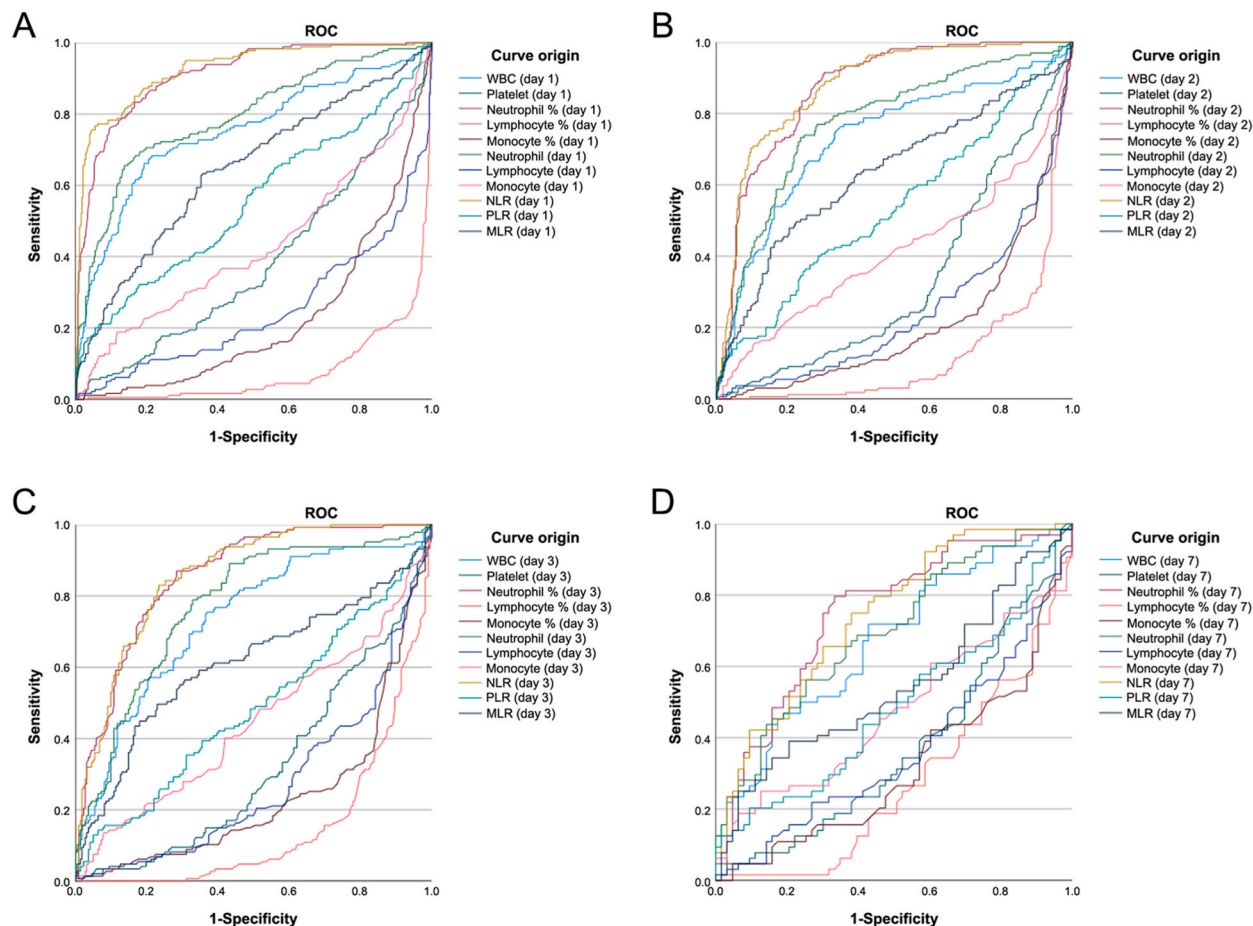 A
ROC
Sensitivity
1.0
0.8
0.6
0.4
0.2
0.0
0.0 0.2 0.4 0.6 0.8 1.0
1-Specificity
Curve origin
WBC (day 1)
Platelet (day 1)
Neutrophil % (day 1)
Lymphocyte % (day 1)
Monocyte % (day 1)
Neutrophil (day 1)
Lymphocyte (day 1)
Monocyte (day 1)
NLR (day 1)
PLR (day 1)
MLR (day 1)
B
ROC
Sensitivity
1.0
0.8
0.6
0.4
0.2
0.0
0.0 0.2 0.4 0.6 0.8 1.0
1-Specificity
Curve origin
WBC (day 2)
Platelet (day 2)
Neutrophil % (day 2)
Lymphocyte % (day 2)
Monocyte % (day 2)
Neutrophil (day 2)
Lymphocyte (day 2)
Monocyte (day 2)
NLR (day 2)
PLR (day 2)
MLR (day 2)
C
ROC
Sensitivity
1.0
0.8
0.6
0.4
0.2
0.0
0.0 0.2 0.4 0.6 0.8 1.0
1-Specificity
Curve origin
WBC (day 3)
Platelet (day 3)
Neutrophil % (day 3)
Lymphocyte % (day 3)
Monocyte % (day 3)
Neutrophil (day 3)
Lymphocyte (day 3)
Monocyte (day 3)
NLR (day 3)
PLR (day 3)
MLR (day 3)
D
ROC
Sensitivity
1.0
0.8
0.6
0.4
0.2
0.0
0.0 0.2 0.4 0.6 0.8 1.0
1-Specificity
Curve origin
WBC (day 7)
Platelet (day 7)
Neutrophil % (day 7)
Lymphocyte % (day 7)
Monocyte % (day 7)
Neutrophil (day 7)
Lymphocyte (day 7)
Monocyte (day 7)
NLR (day 7)
PLR (day 7)
MLR (day 7)